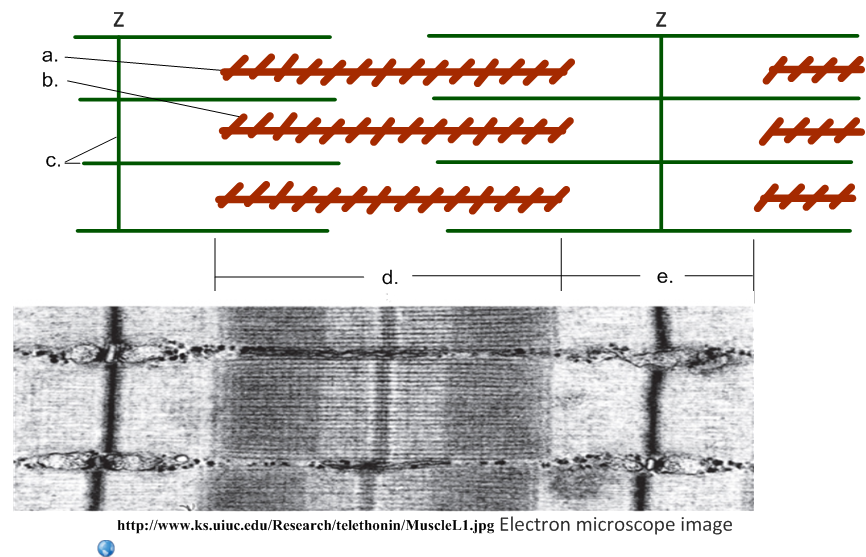 Z Z
a.
b.
c.
d. e.
http://www.ks.uiuc.edu/Research/telethonin/MuscleL1.jpg Electron microscope image